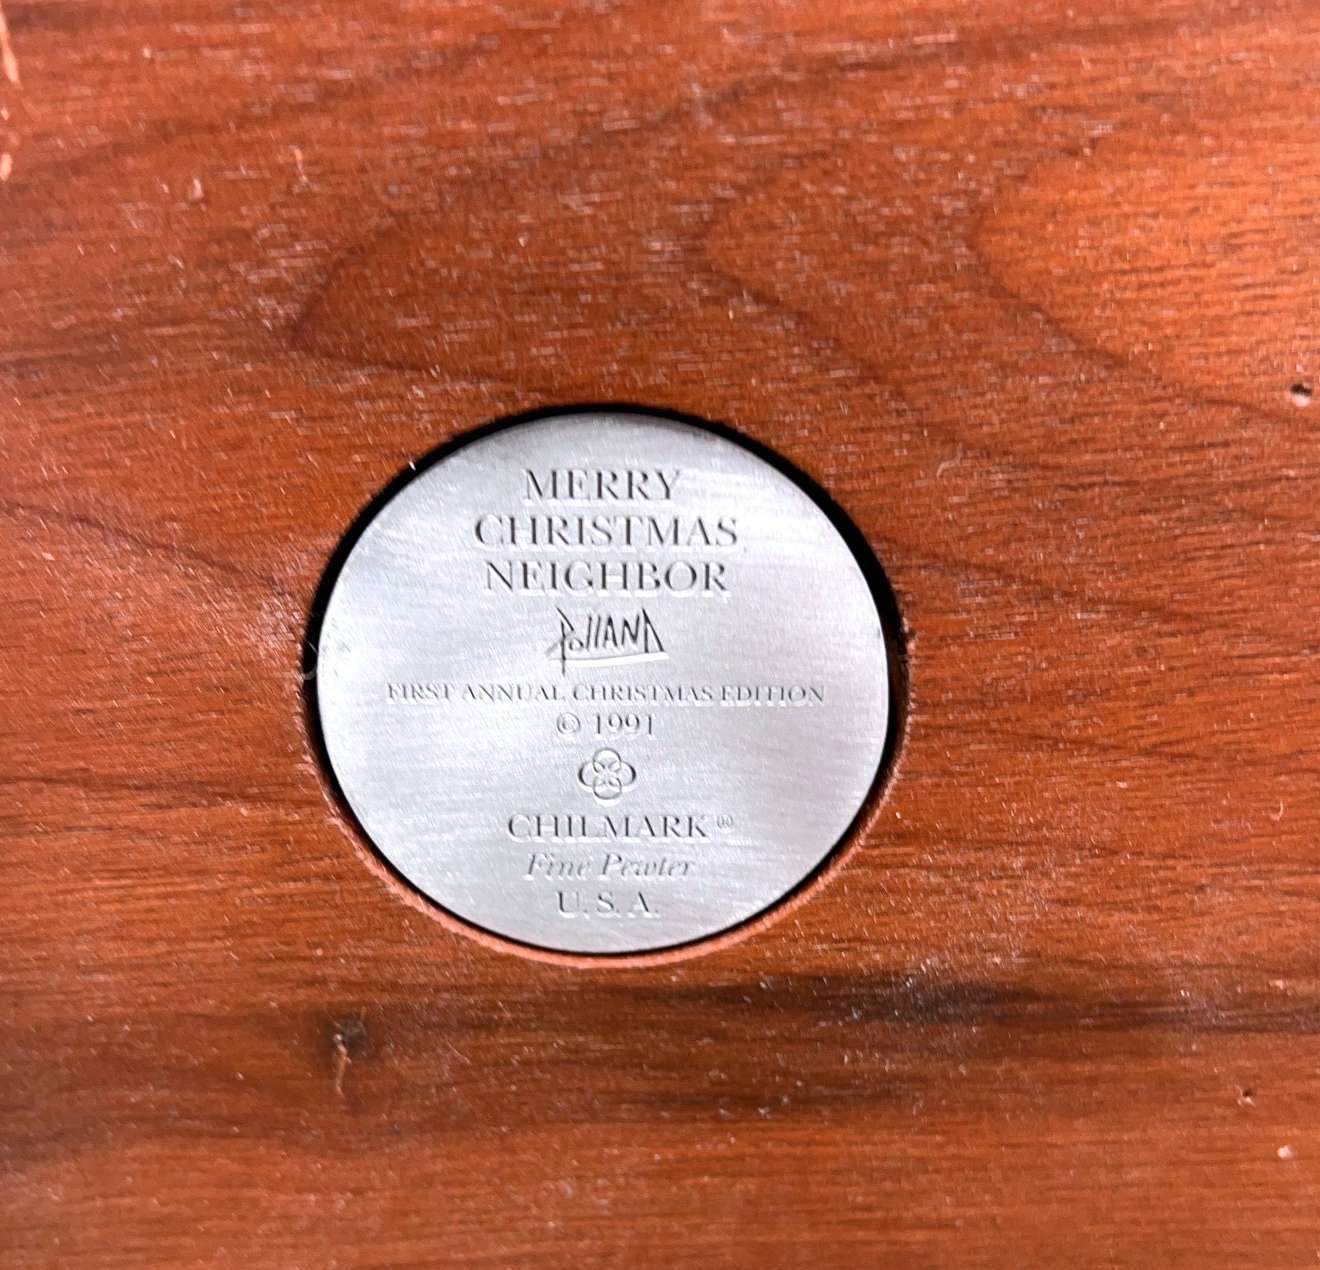 MERRY
CHRISTMAS,
NEIGHBOR
Polland
FIRST ANNUAL CHRISTMAS EDITION
© 1991
CHILMARK ®
Fine Pewter
U.S.A.